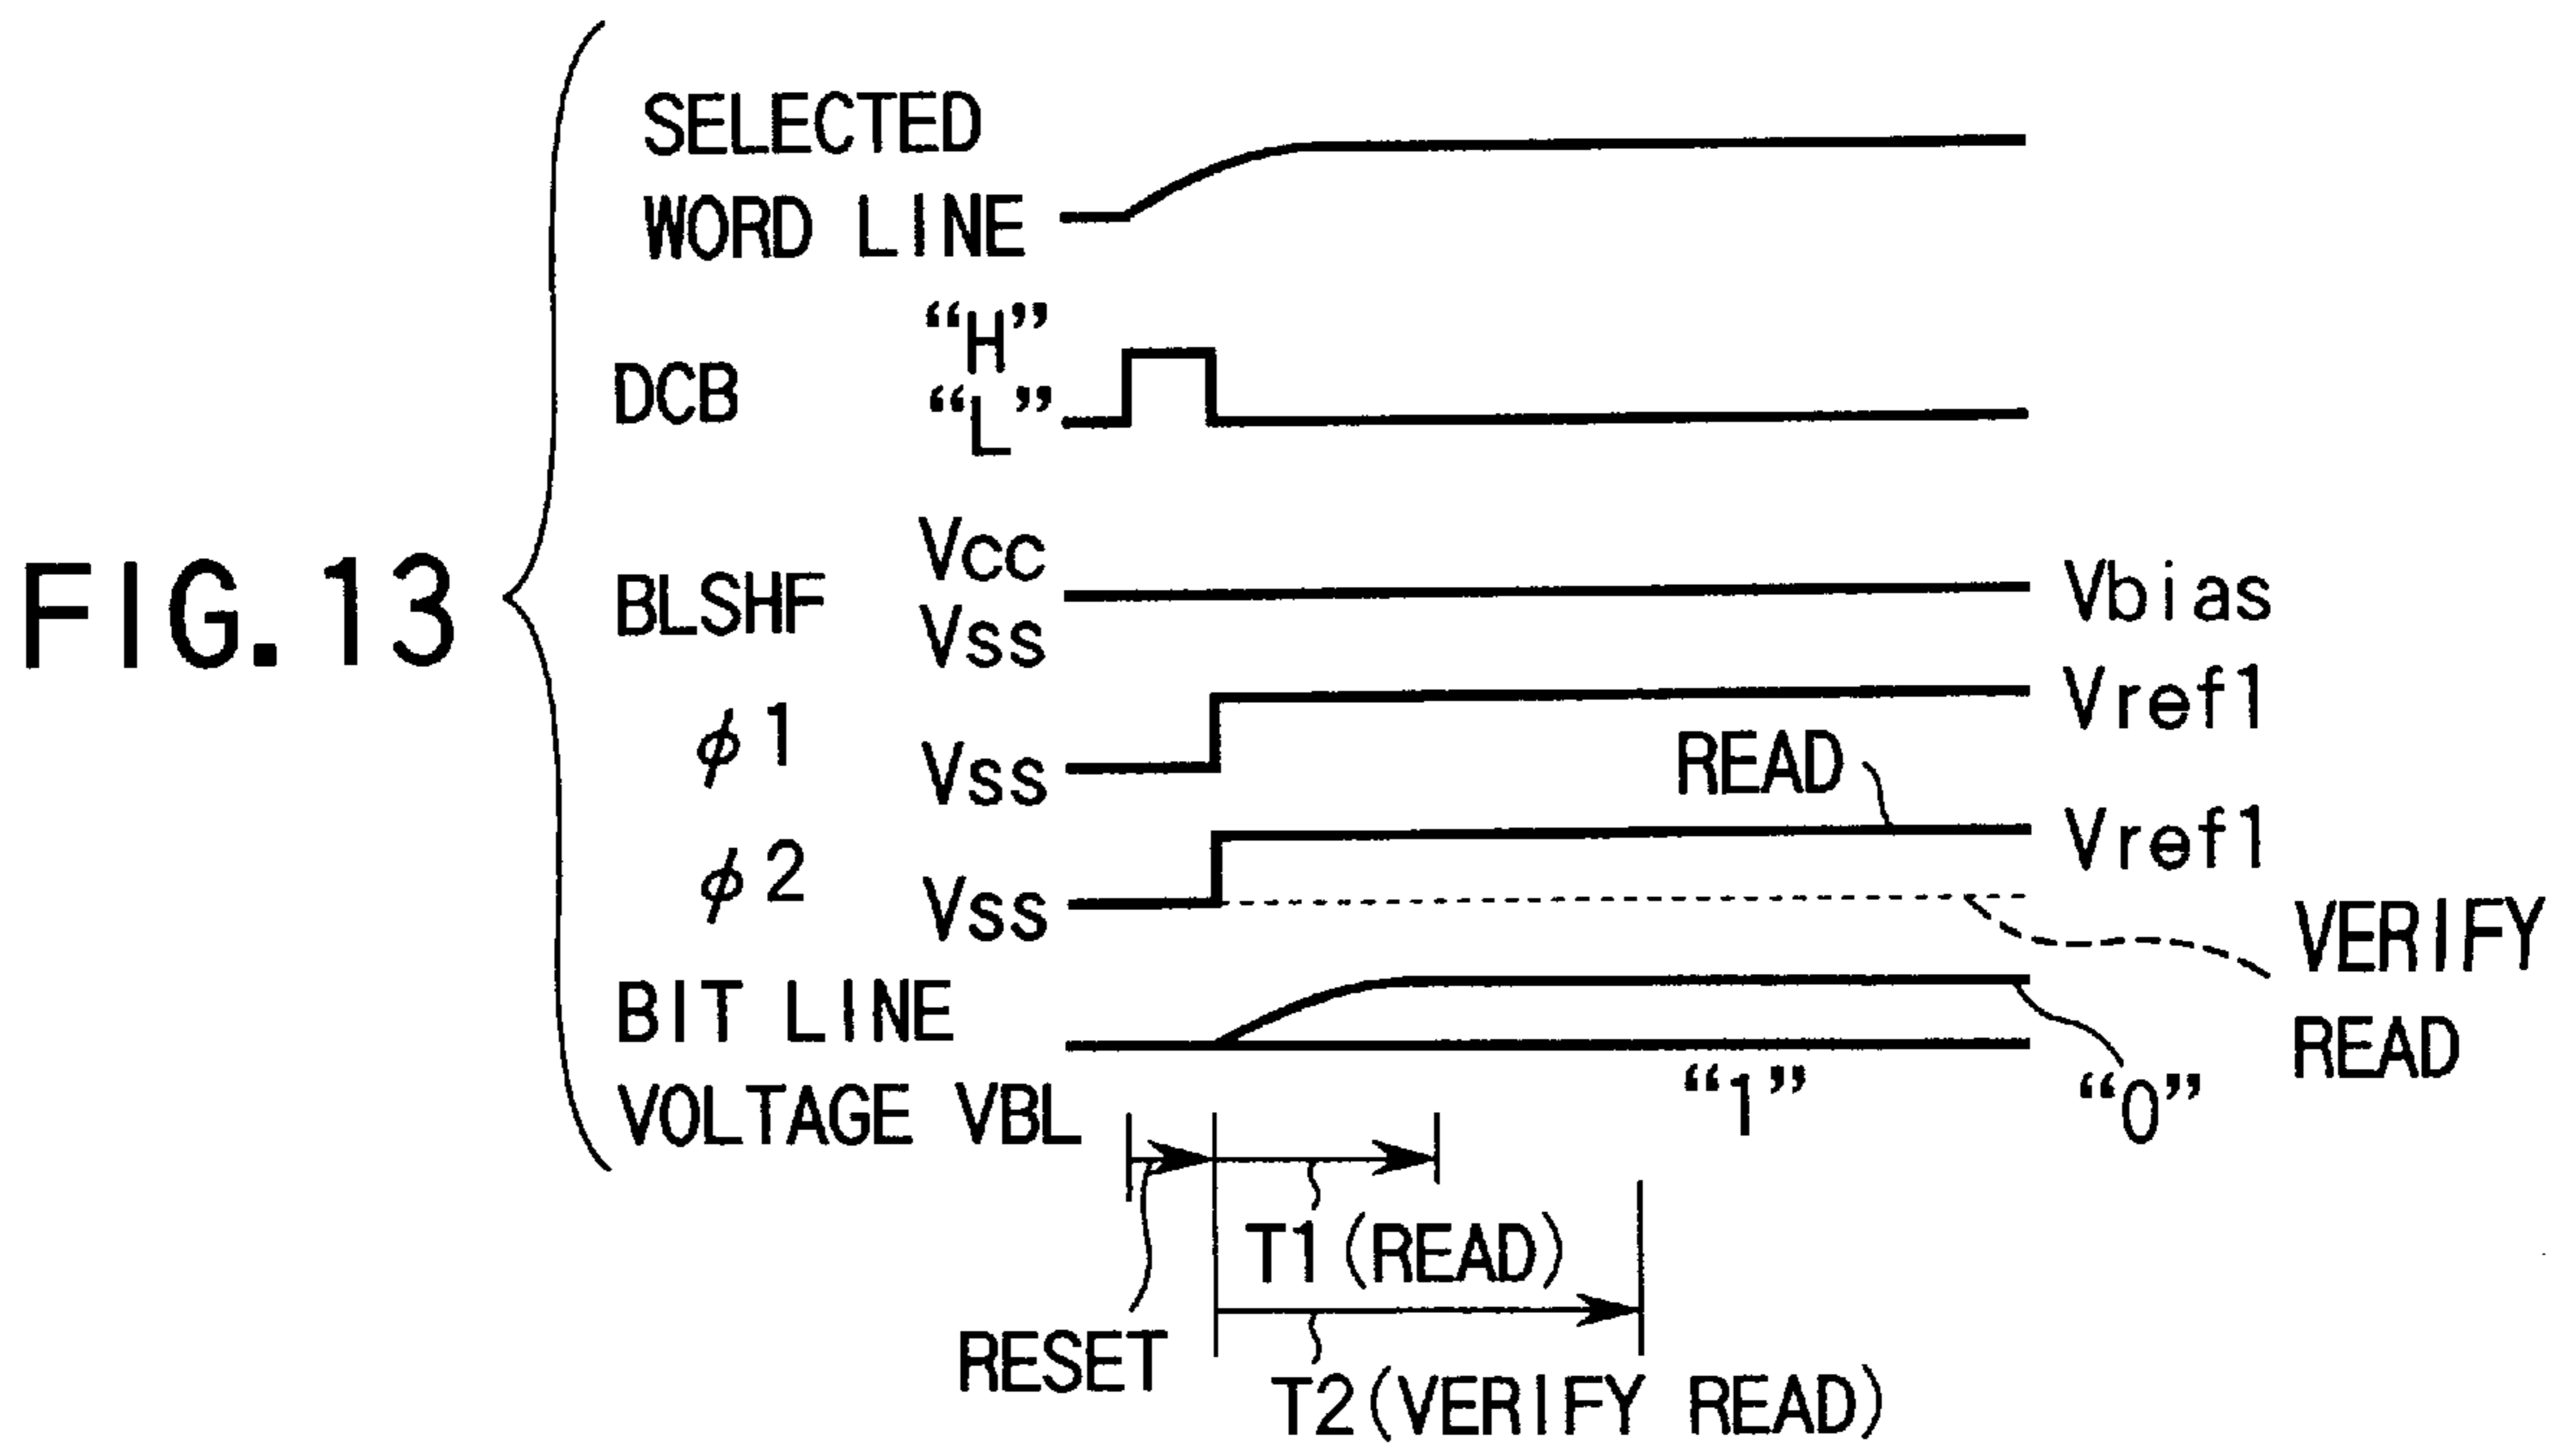 FIG.13
SELECTED
WORD LINE
DCB
“H”
“L”
BLSHF
Vcc
Vss
Vbias
ϕ1
Vss
Vref1
READ
ϕ2
Vss
Vref1
VERIFY
READ
BIT LINE
VOLTAGE VBL
“1”
“0”
T1(READ)
RESET
T2(VERIFY READ)